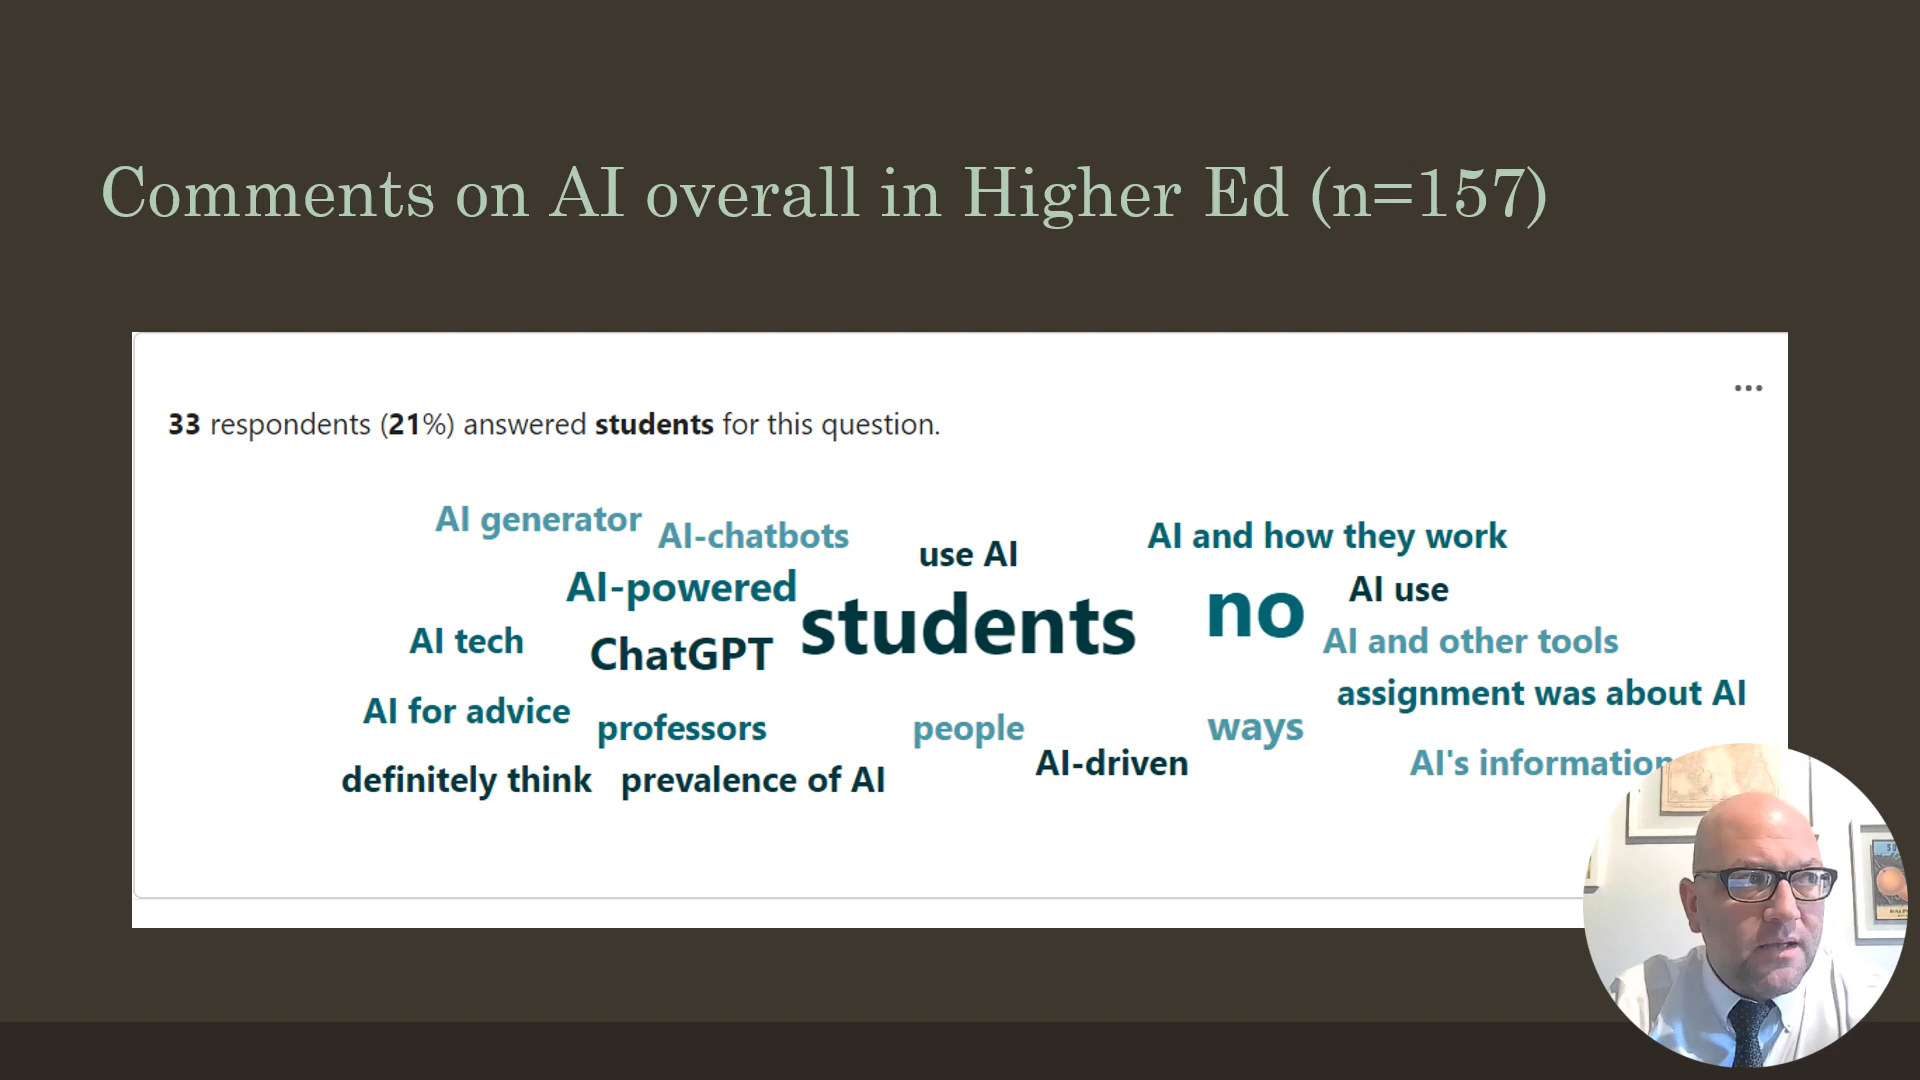 Comments on AI overall in Higher Ed (n=157)
33 respondents (21%) answered students for this question.
AI generator
AI-chatbots
use AI
AI and how they work
AI-powered
students
no
AI use
AI tech
ChatGPT
AI and other tools
AI for advice
professors
people
ways
assignment was about AI
definitely think
prevalence of AI
AI-driven
AI's information